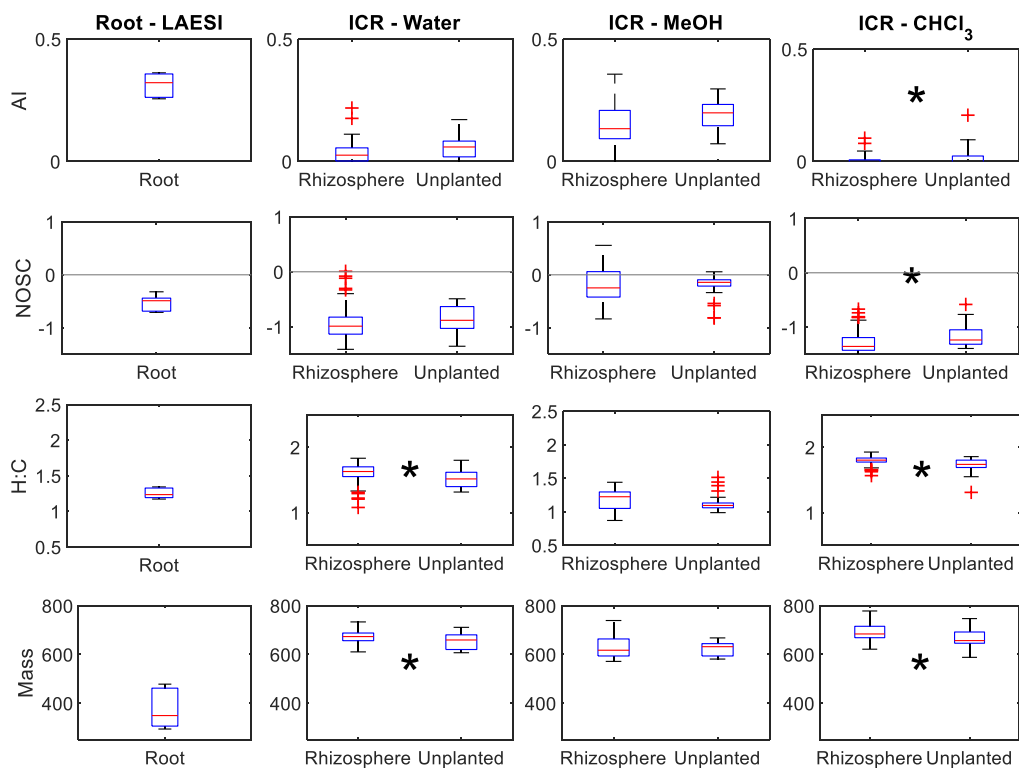 Root - LAESI ICR - Water ICR - MeOH ICR - CHCl₃
AI
0.5 0.5 0.5 0.5
0 0 0 0
Root Rhizosphere Unplanted Rhizosphere Unplanted Rhizosphere Unplanted
*
NOSC
1 1 1 1
0 0 0 0
-1 -1 -1 -1
Root Rhizosphere Unplanted Rhizosphere Unplanted Rhizosphere Unplanted
*
H:C
2.5 2.5
2 2 2 2
1.5 1.5
1 1 1 1
0.5 0.5
Root Rhizosphere Unplanted Rhizosphere Unplanted Rhizosphere Unplanted
* *
Mass
800 800 800 800
600 600 600 600
400 400 400 400
Root Rhizosphere Unplanted Rhizosphere Unplanted Rhizosphere Unplanted
* *